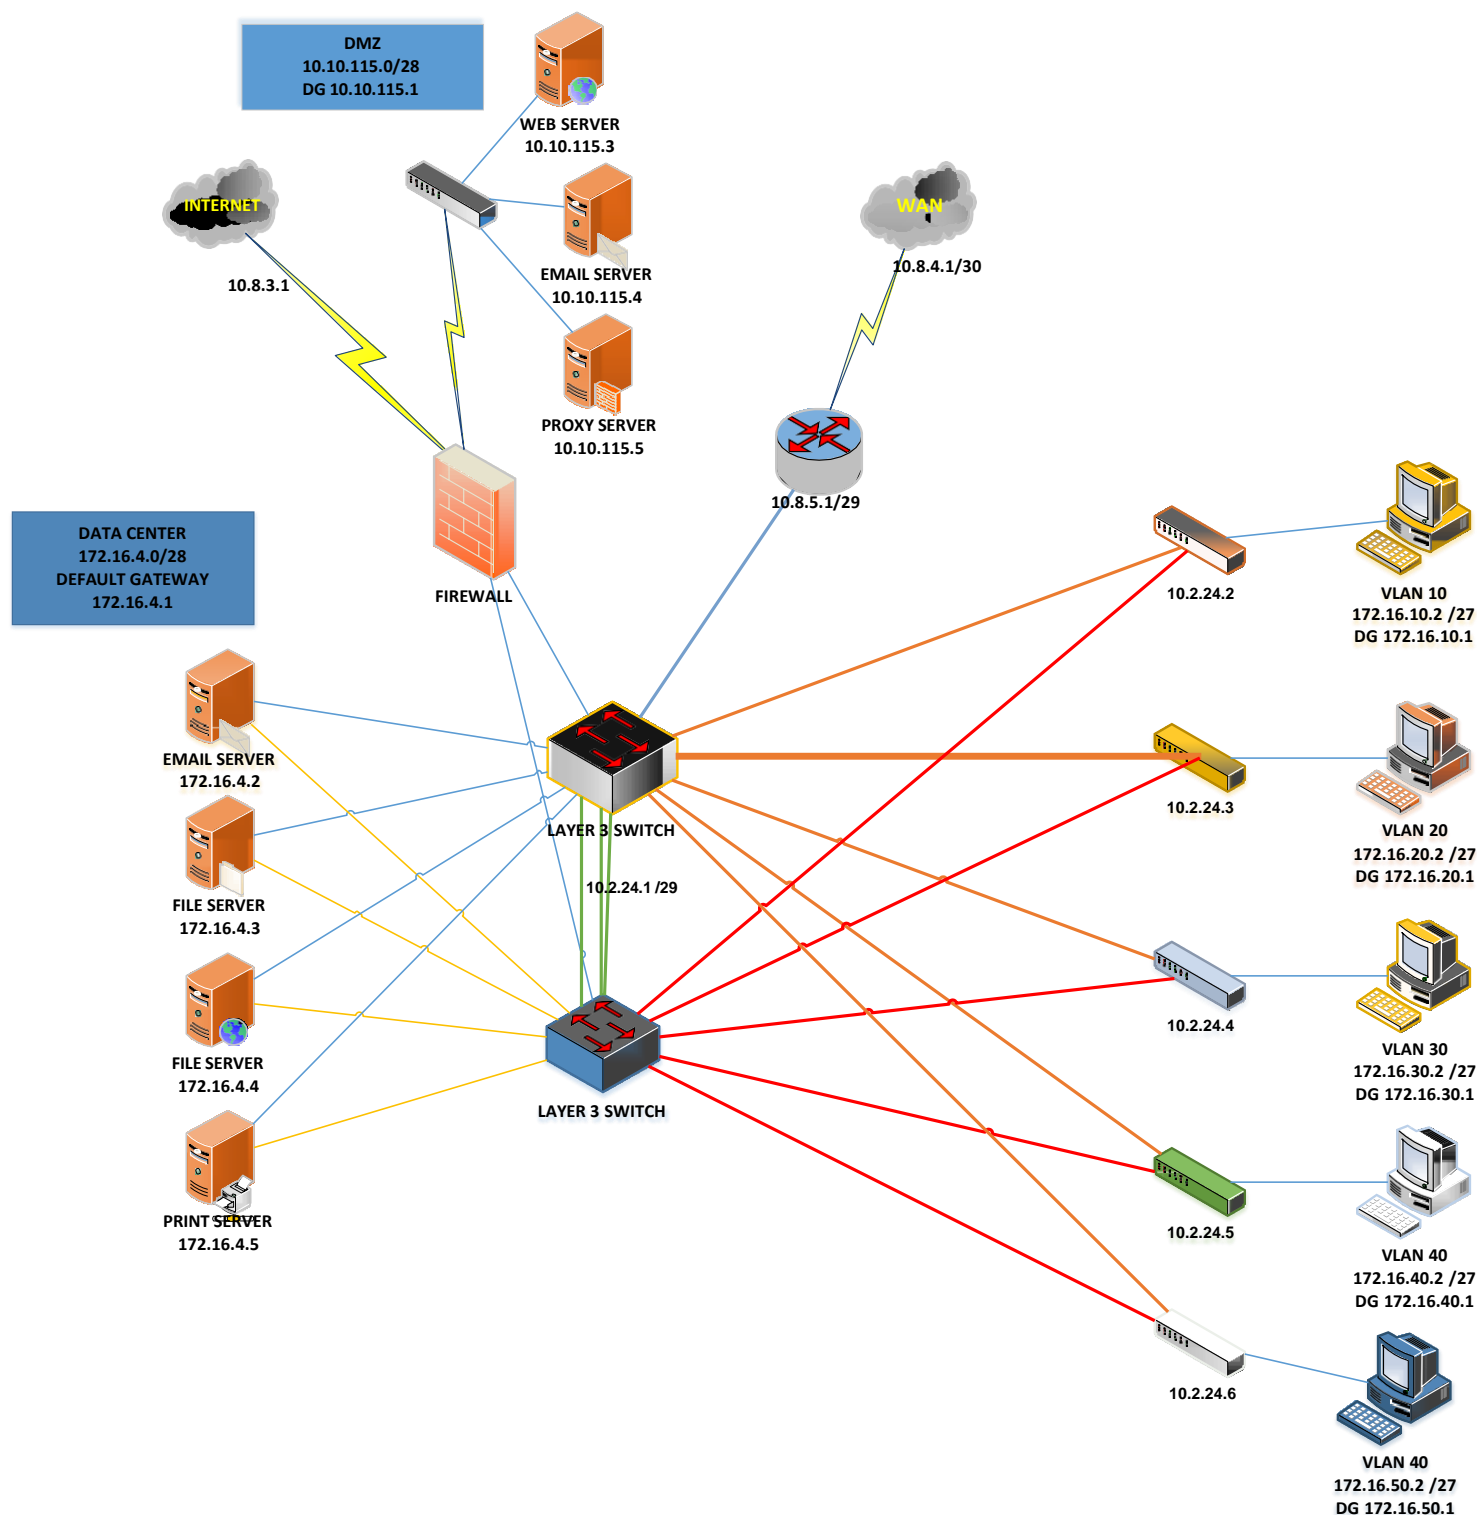 DMZ
10.10.115.0/28
DG 10.10.115.1
WEB SERVER
10.10.115.3
INTERNET
WAN
10.8.3.1
EMAIL SERVER
10.10.115.4
10.8.4.1/30
PROXY SERVER
10.10.115.5
10.8.5.1/29
DATA CENTER
172.16.4.0/28
DEFAULT GATEWAY
172.16.4.1
FIREWALL
10.2.24.2
VLAN 10
172.16.10.2 /27
DG 172.16.10.1
EMAIL SERVER
172.16.4.2
LAYER 3 SWITCH
10.2.24.3
VLAN 20
172.16.20.2 /27
DG 172.16.20.1
FILE SERVER
172.16.4.3
10.2.24.1 /29
10.2.24.4
VLAN 30
172.16.30.2 /27
DG 172.16.30.1
FILE SERVER
172.16.4.4
LAYER 3 SWITCH
PRINT SERVER
172.16.4.5
10.2.24.5
VLAN 40
172.16.40.2 /27
DG 172.16.40.1
10.2.24.6
VLAN 40
172.16.50.2 /27
DG 172.16.50.1